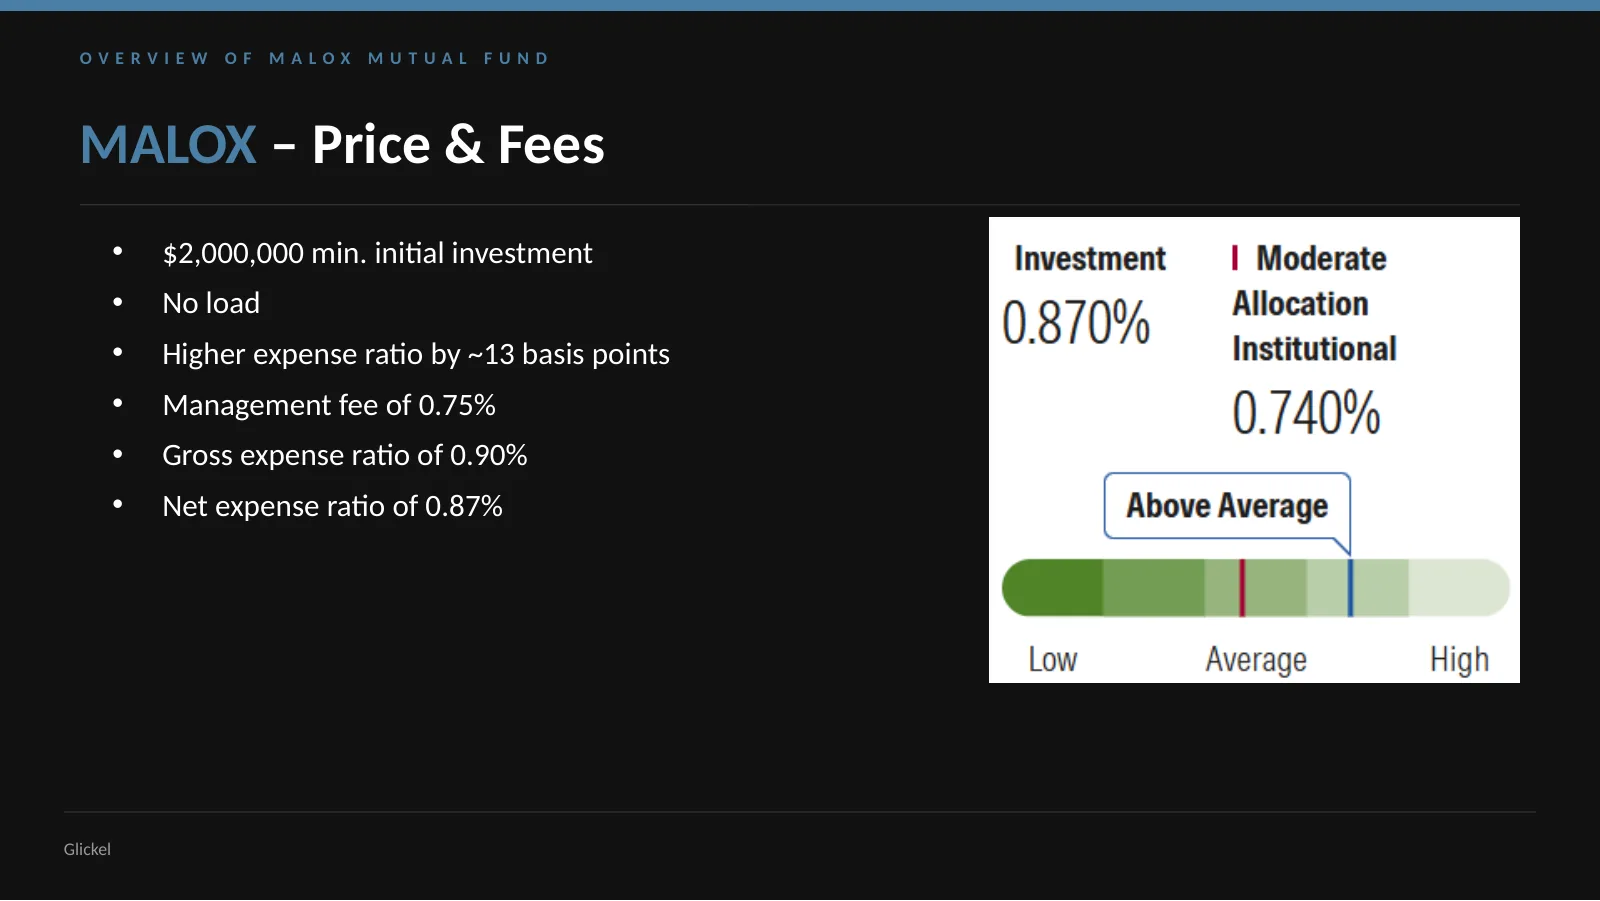 OVERVIEW OF MALOX MUTUAL FUND
MALOX – Price & Fees
• $2,000,000 min. initial investment
• No load
• Higher expense ratio by ~13 basis points
• Management fee of 0.75%
• Gross expense ratio of 0.90%
• Net expense ratio of 0.87%
Investment
0.870%
Moderate
Allocation
Institutional
0.740%
Above Average
Low Average High
Glickel